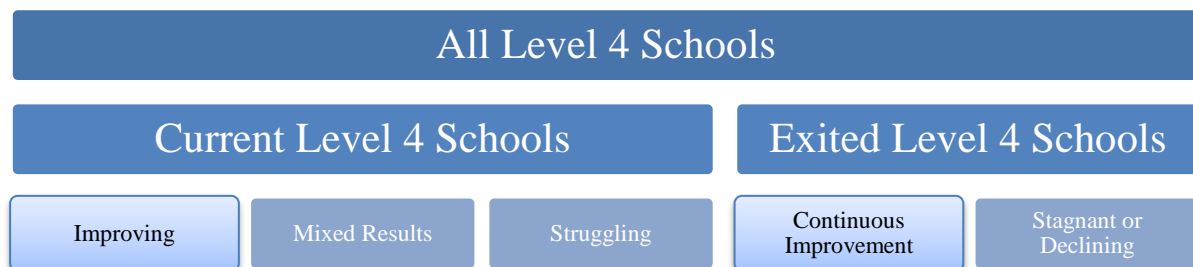 All Level 4 Schools
Current Level 4 Schools
Exited Level 4 Schools
Improving
Mixed Results
Struggling
Continuous
Improvement
Stagnant or
Declining